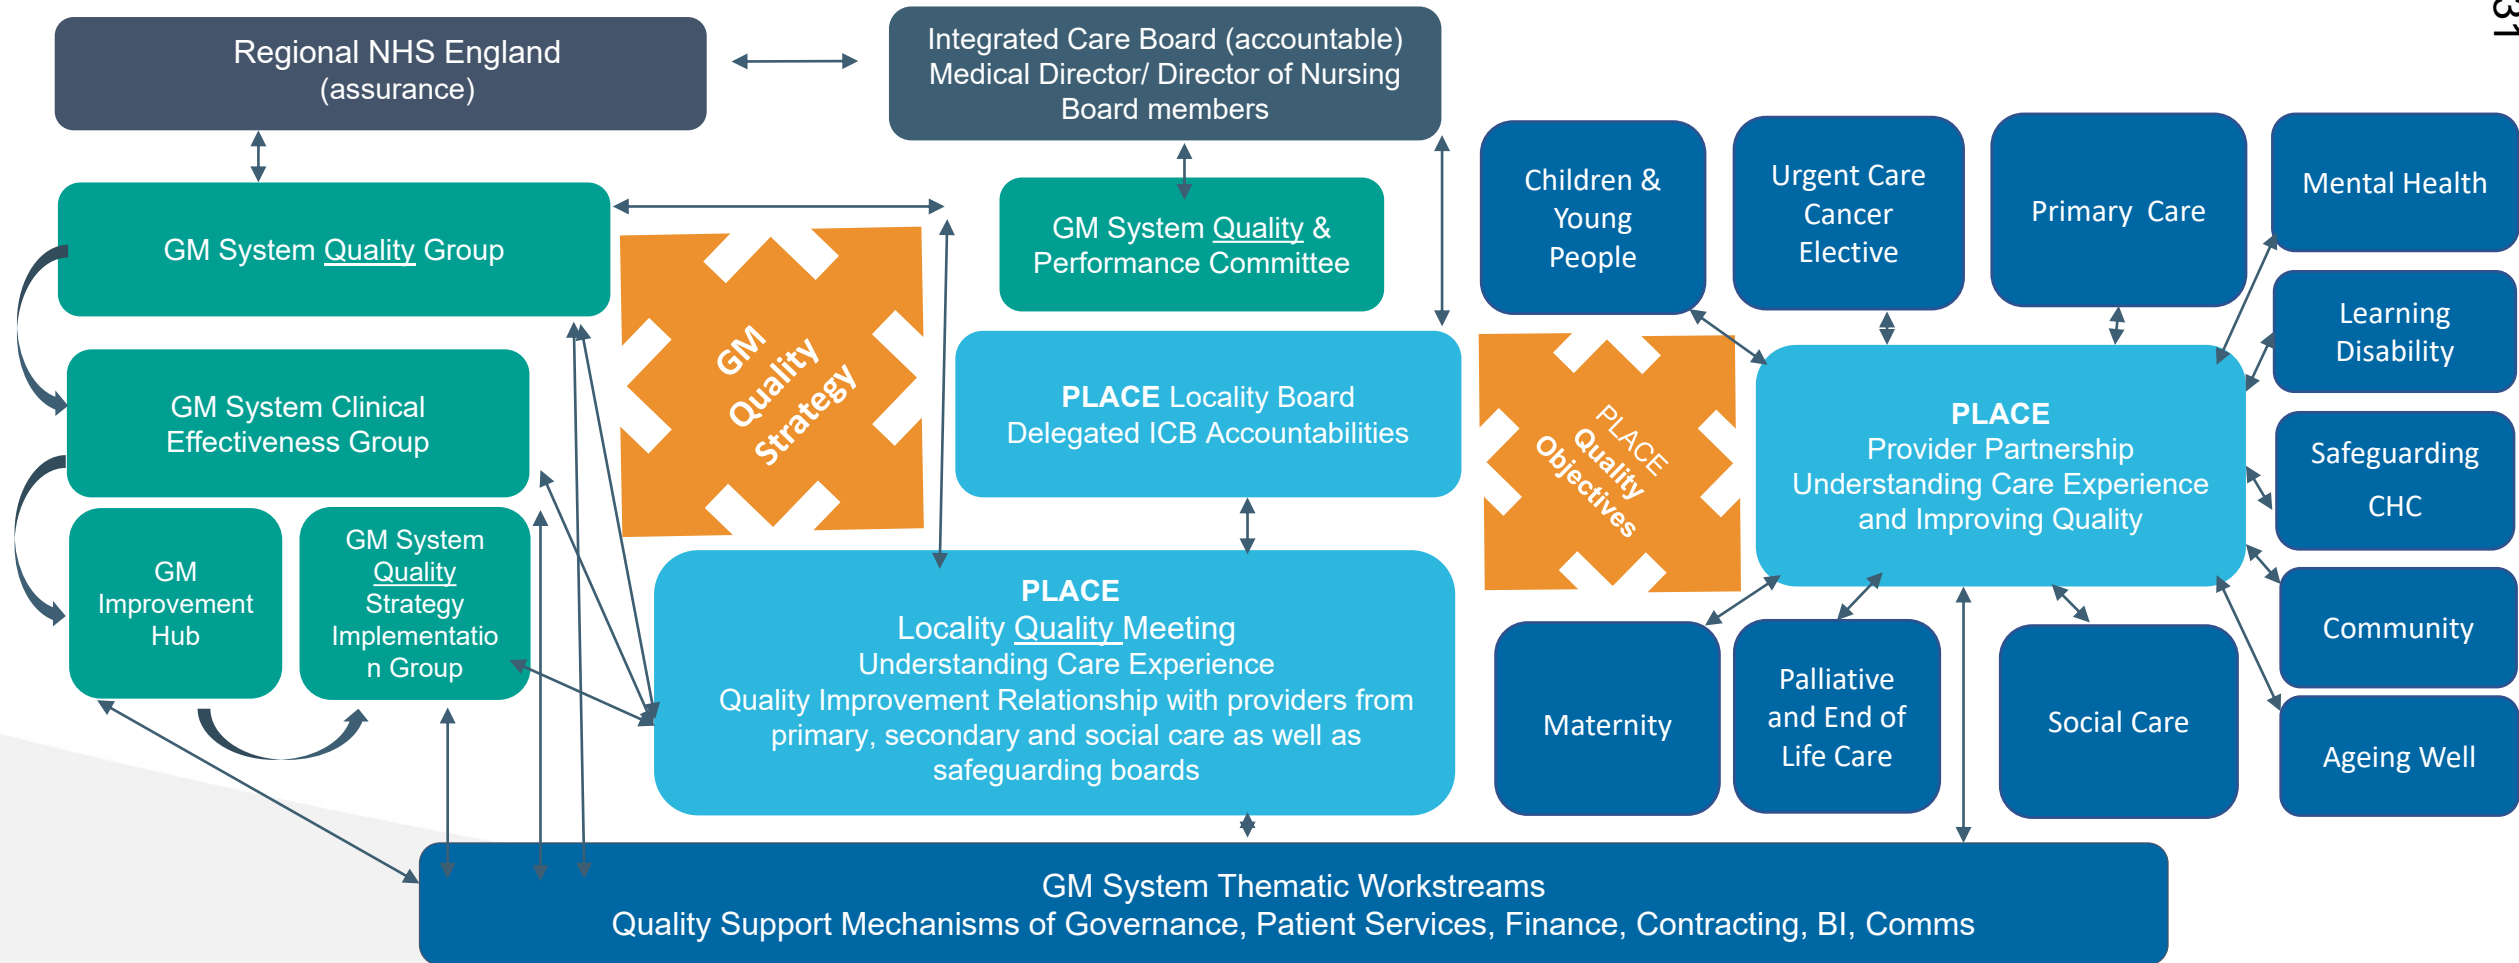 31
Regional NHS England
(assurance)
Integrated Care Board (accountable)
Medical Director/ Director of Nursing
Board members
GM System Quality Group
GM System Quality &
Performance Committee
GM System Clinical
Effectiveness Group
GM
Improvement
Hub
GM System
Quality
Strategy
Implementatio
n Group
GM
Quality
Strategy
PLACE Locality Board
Delegated ICB Accountabilities
PLACE
Locality Quality Meeting
Understanding Care Experience
Quality Improvement Relationship with providers from
primary, secondary and social care as well as
safeguarding boards
PLACE
Quality
Objectives
Children &
Young
People
Urgent Care
Cancer
Elective
Primary Care
Mental Health
Learning
Disability
Safeguarding
CHC
Community
Ageing Well
PLACE
Provider Partnership
Understanding Care Experience
and Improving Quality
Maternity
Palliative
and End of
Life Care
Social Care
GM System Thematic Workstreams
Quality Support Mechanisms of Governance, Patient Services, Finance, Contracting, BI, Comms